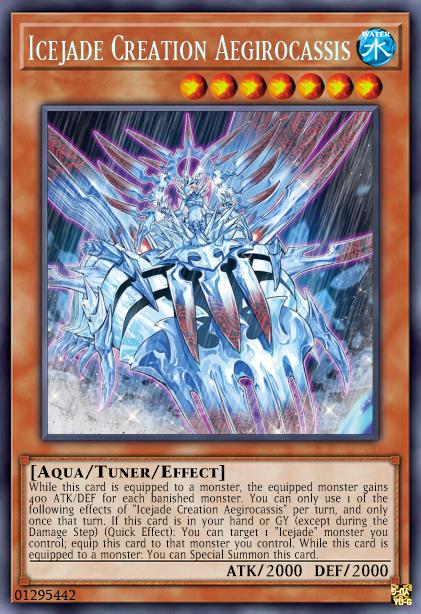 Icejade Creation Aegirocassis
WATER
水
[Aqua/Tuner/Effect]
While this card is equipped to a monster, the equipped monster gains
400 ATK/DEF for each banished monster. You can only use 1 of the
following effects of "Icejade Creation Aegirocassis" per turn, and only
once that turn. If this card is in your hand or GY (except during the
Damage Step) (Quick Effect): You can target 1 "Icejade" monster you
control; equip this card to that monster you control. While this card is
equipped to a monster: You can Special Summon this card.
ATK/2000 DEF/2000
01295442